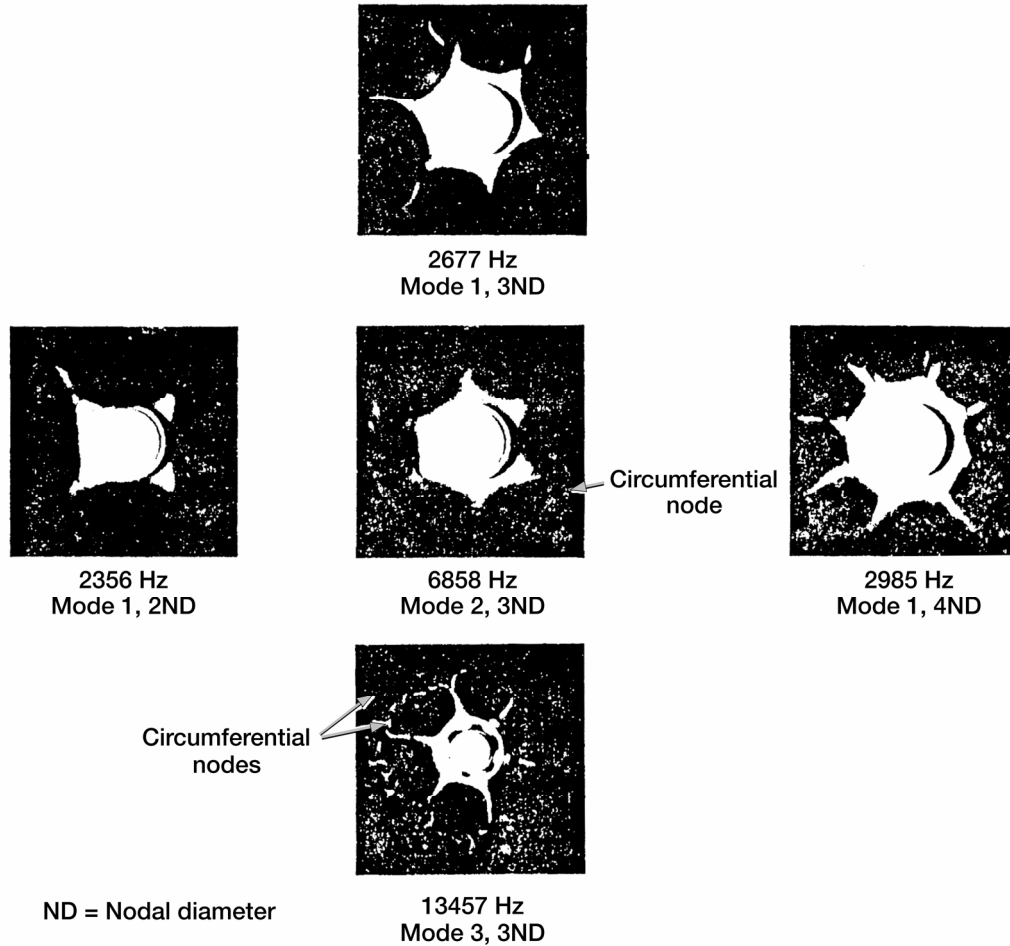 2677 Hz
Mode 1, 3ND
Circumferential
node
2356 Hz
Mode 1, 2ND
6858 Hz
Mode 2, 3ND
2985 Hz
Mode 1, 4ND
Circumferential
nodes
ND = Nodal diameter
13457 Hz
Mode 3, 3ND